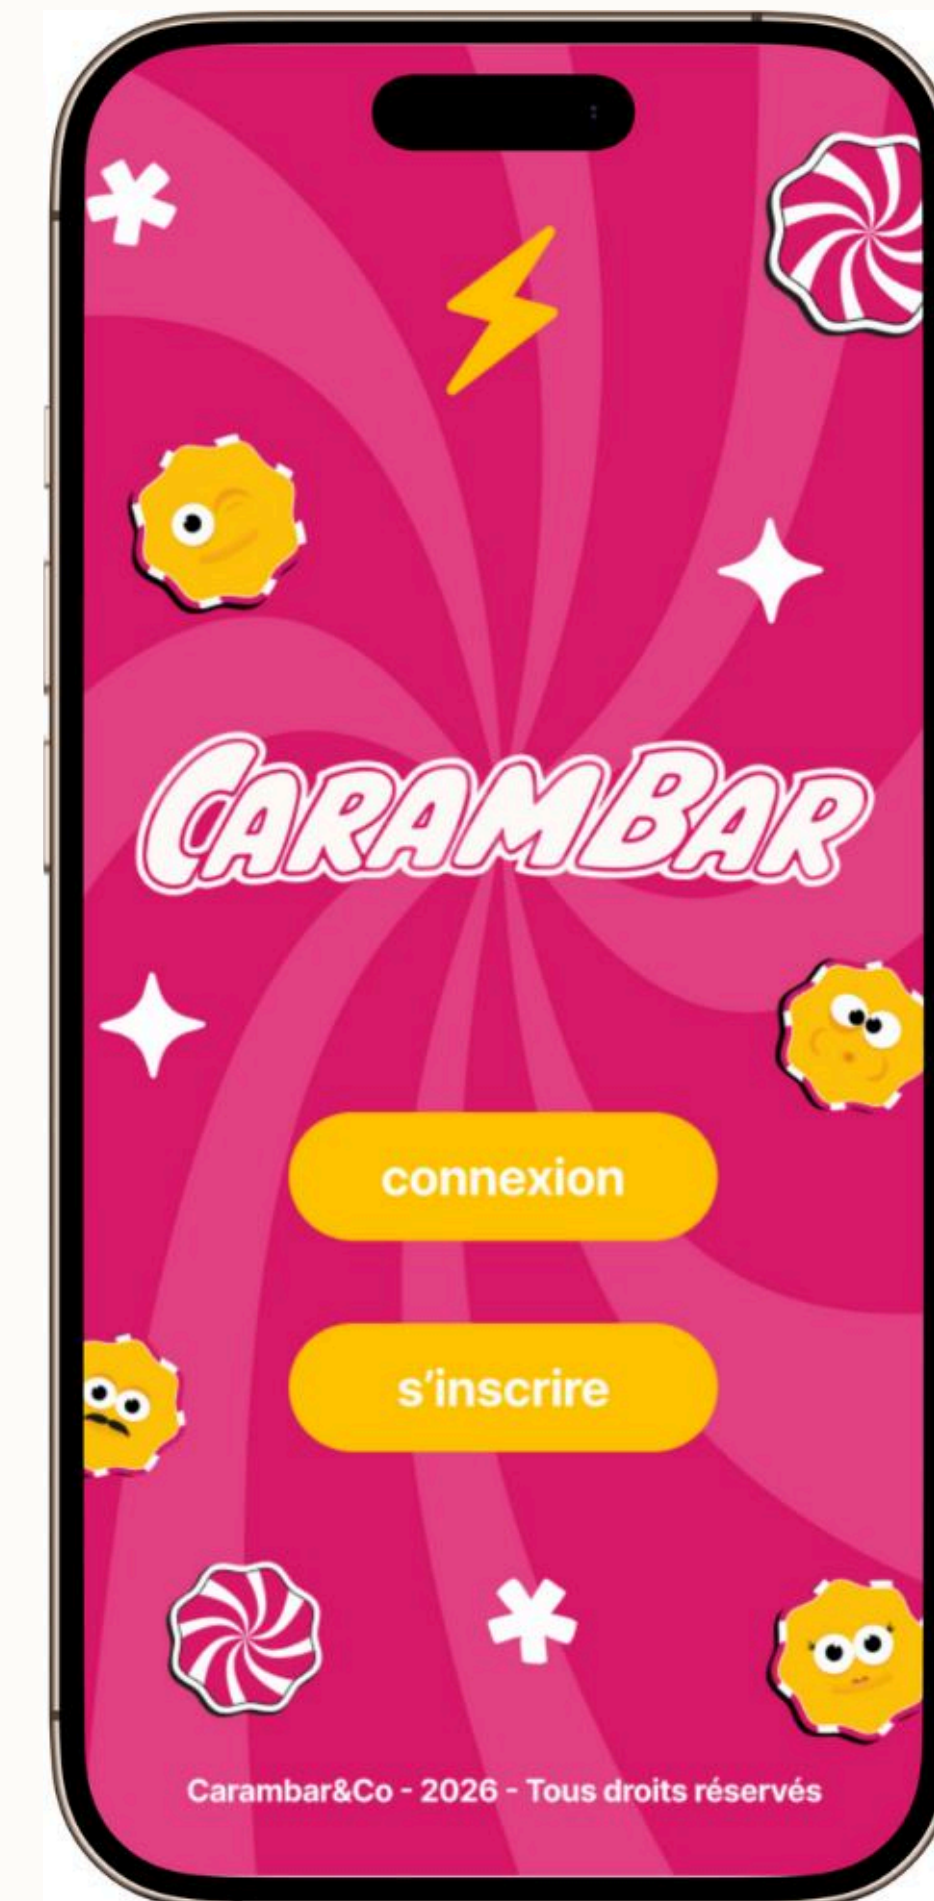 CARAMBAR
connexion
s’inscrire
Carambar&Co - 2026 - Tous droits réservés